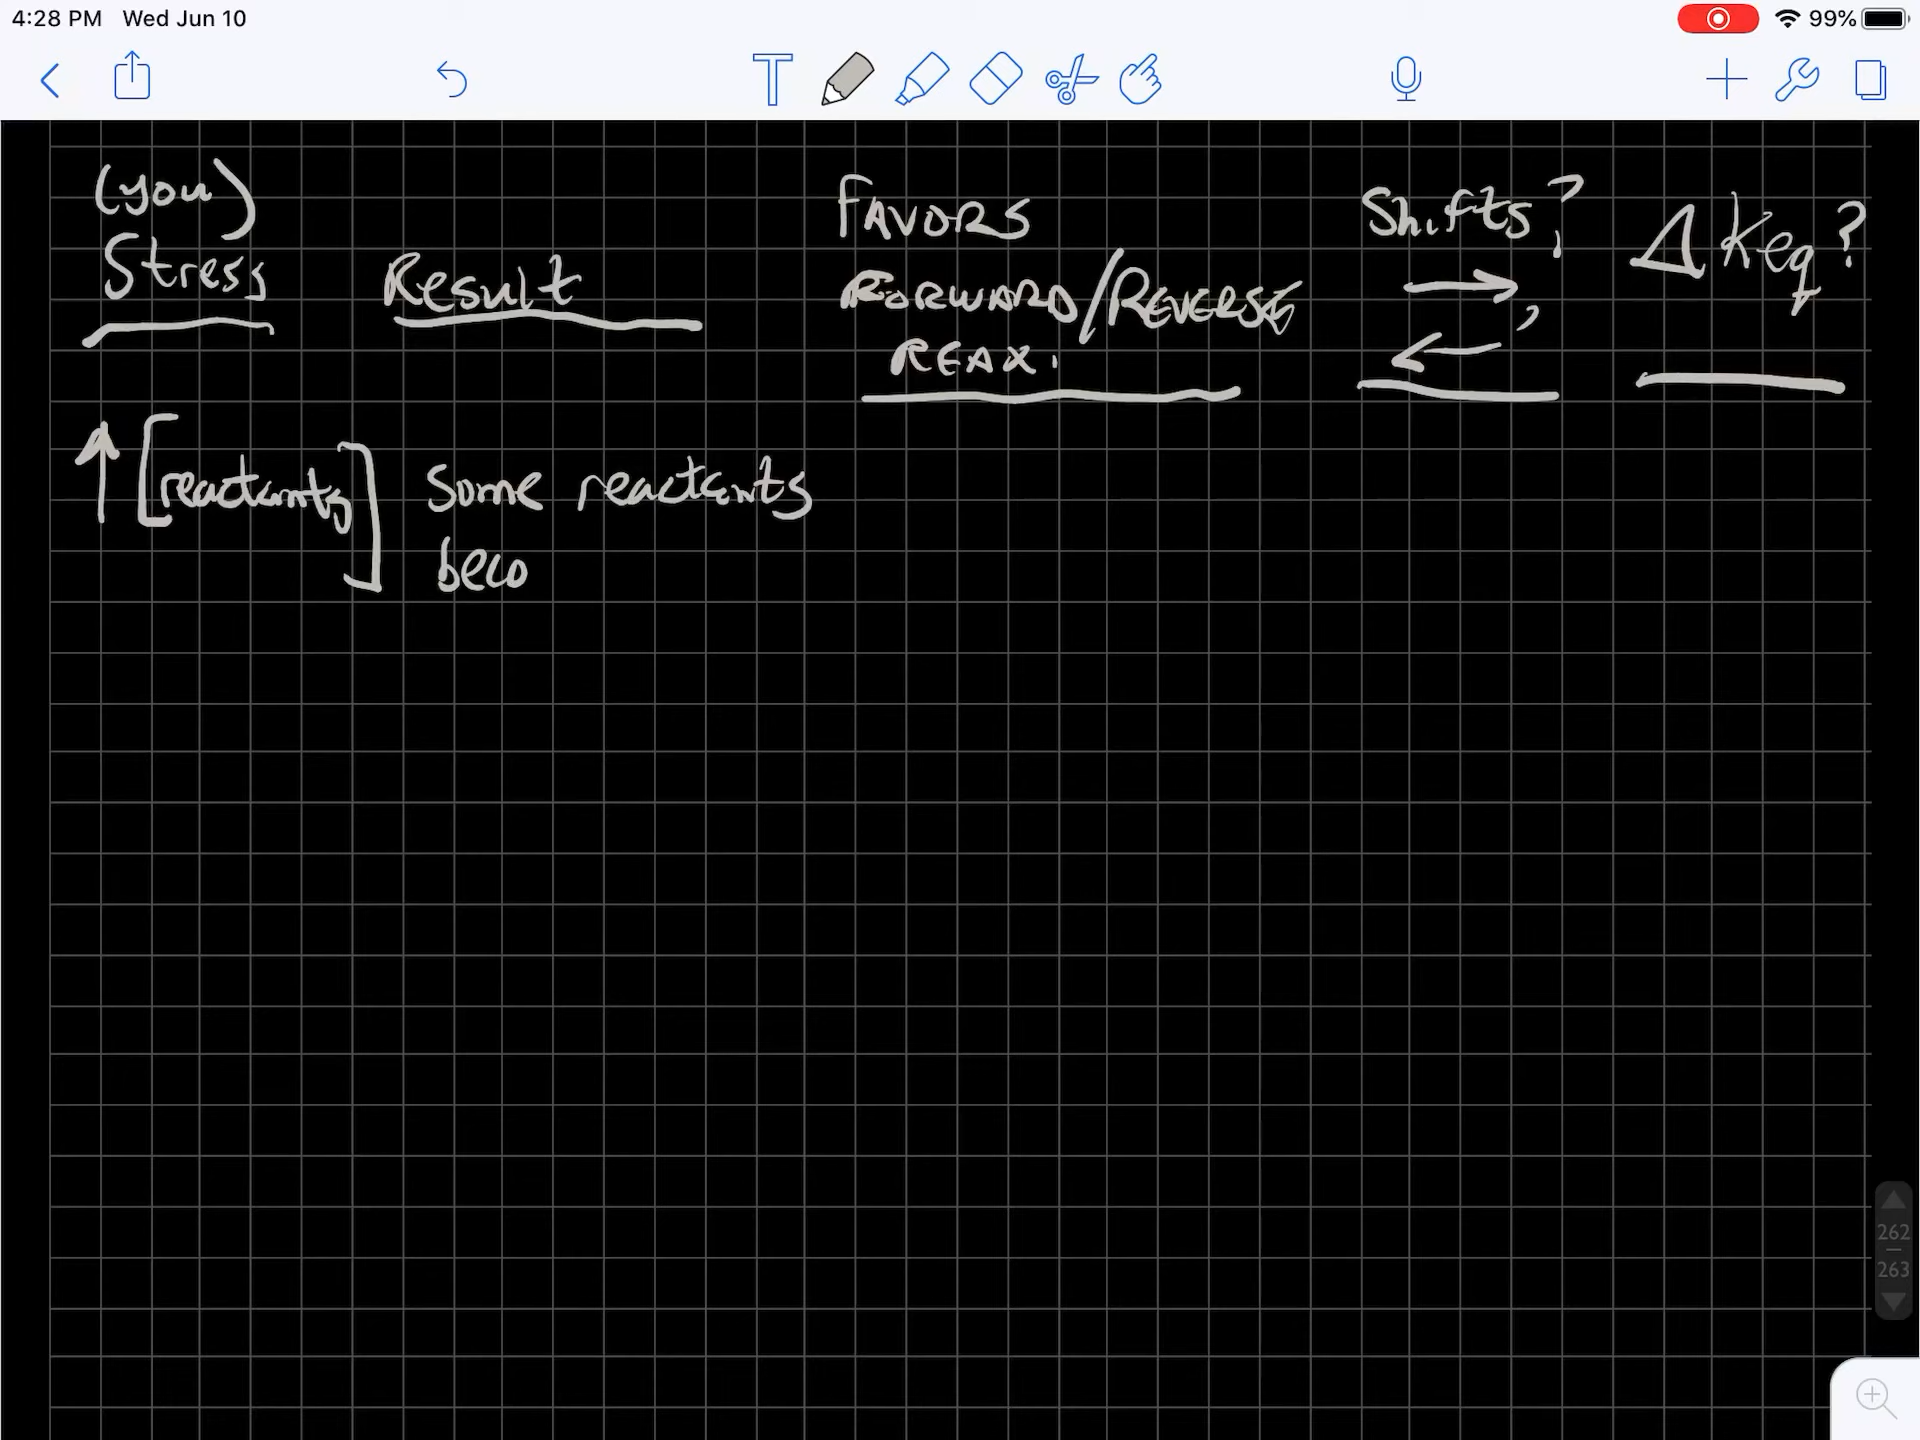 4:28 PM Wed Jun 10
99%
T
(you)
Stress
Result
FAVORS
FORWARD/REVERSE
REAX.
Shifts?
→,
←
Δ Keq?
↑ [reactants] Some reactants
beco
262
263